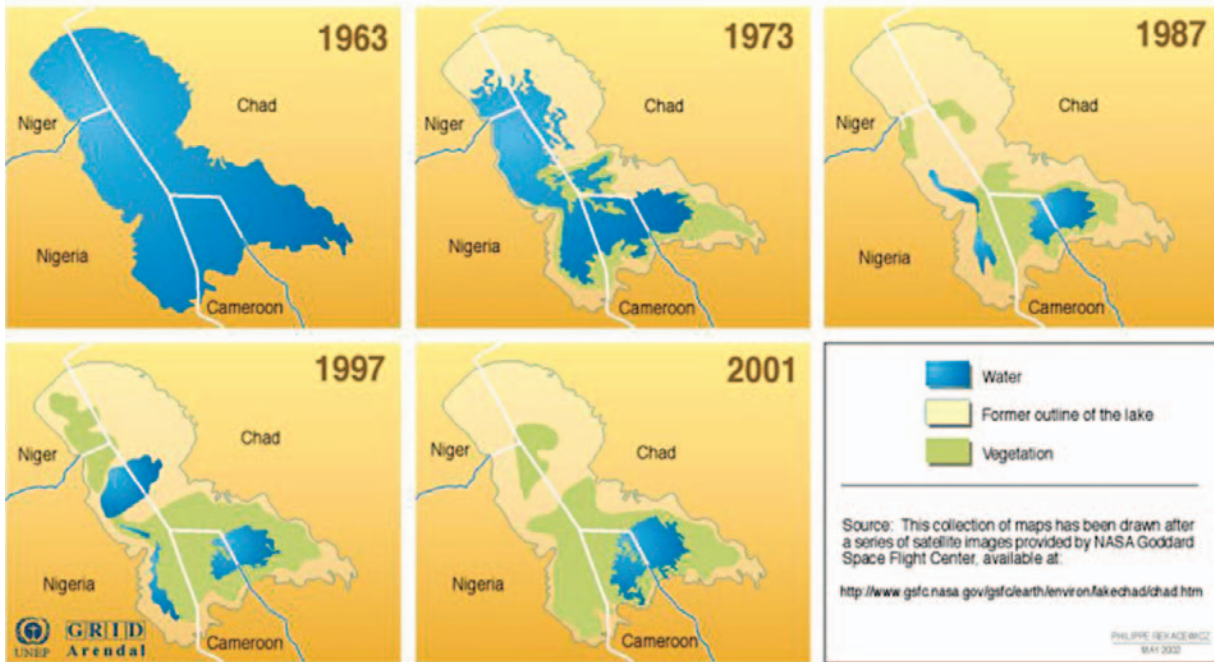 1963
Chad
Niger
Nigeria
Cameroon
1973
Chad
Niger
Nigeria
Cameroon
1987
Chad
Niger
Nigeria
Cameroon
1997
Chad
Niger
Nigeria
Cameroon
UNEP
GRID
Arendal
2001
Chad
Niger
Nigeria
Cameroon
Water
Former outline of the lake
Vegetation
Source: This collection of maps has been drawn after
a series of satellite images provided by NASA Goddard
Space Flight Center, available at:
http://www.gsfc.nasa.gov/gsfc/earth/environ/lakechad/chad.htm
PHILIPPE REKACEWICZ
MAY 2002